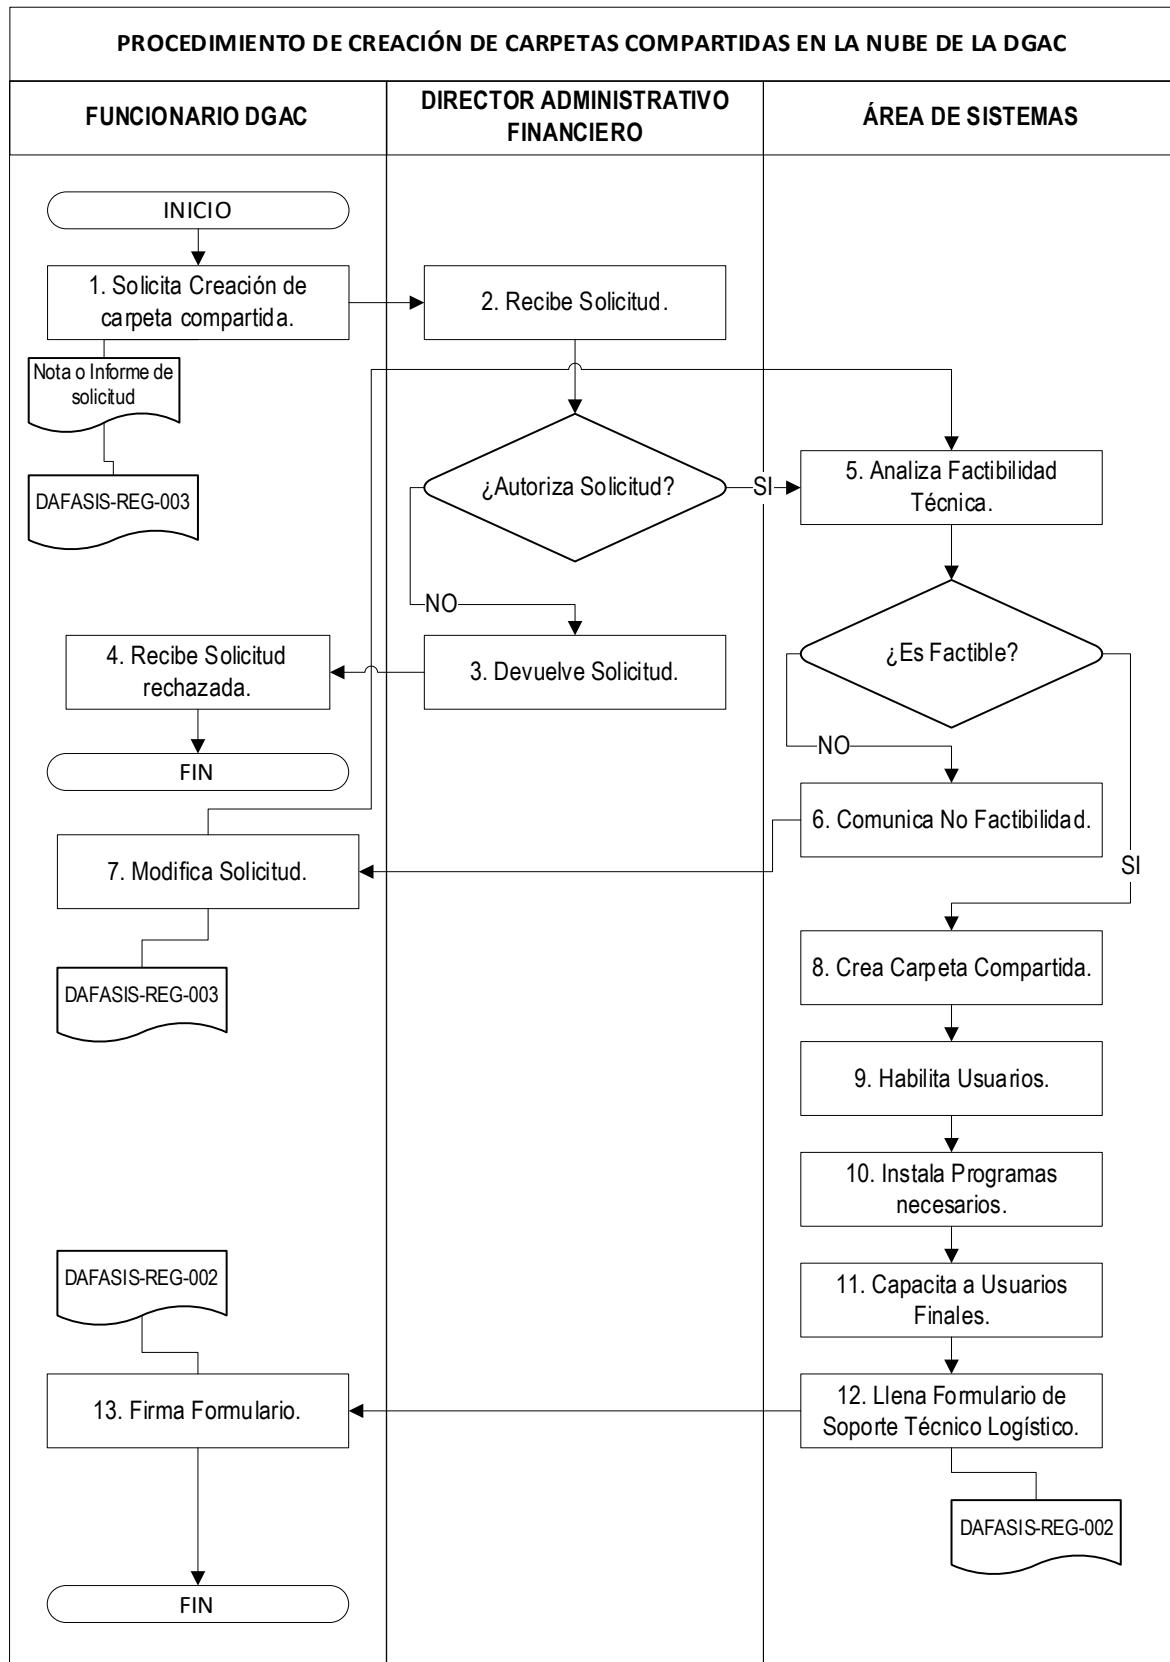 PROCEDIMIENTO DE CREACIÓN DE CARPETAS COMPARTIDAS EN LA NUBE DE LA DGAC
FUNCIONARIO DGAC
DIRECTOR ADMINISTRATIVO
FINANCIERO
ÁREA DE SISTEMAS
INICIO
1. Solicita Creación de
carpeta compartida.
2. Recibe Solicitud.
Nota o Informe de
solicitud
DAFASIS-REG-003
¿Autoriza Solicitud?
SI
5. Analiza Factibilidad
Técnica.
NO
4. Recibe Solicitud
rechazada.
3. Devuelve Solicitud.
¿Es Factible?
NO
FIN
6. Comunica No Factibilidad.
7. Modifica Solicitud.
SI
DAFASIS-REG-003
8. Crea Carpeta Compartida.
9. Habilita Usuarios.
10. Instala Programas
necesarios.
DAFASIS-REG-002
11. Capacita a Usuarios
Finales.
13. Firma Formulario.
12. Llena Formulario de
Soporte Técnico Logístico.
DAFASIS-REG-002
FIN